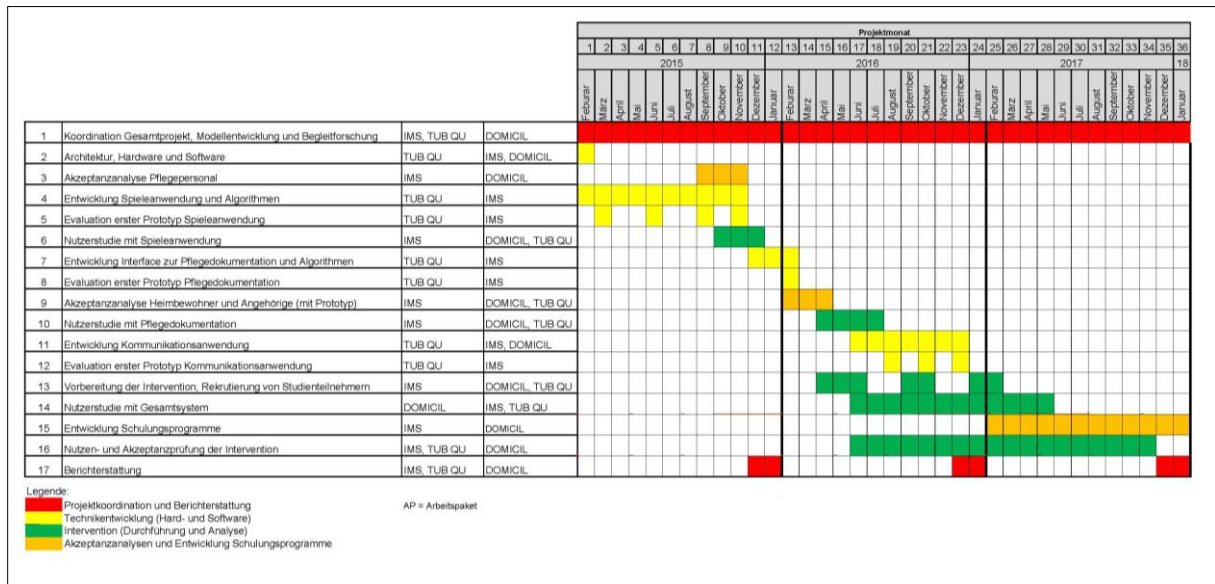 Projektmonat
1 2 3 4 5 6 7 8 9 10 11 12 13 14 15 16 17 18 19 20 21 22 23 24 25 26 27 28 29 30 31 32 33 34 35 36
2015 2016 2017 18
Feburar März April Mai Juni Juli August September Oktober November Dezember Januar Feburar März April Mai Juni Juli August September Oktober November Dezember Januar Feburar März April Mai Juni Juli August September Oktober November Dezember Januar
1 Koordination Gesamtprojekt, Modellentwicklung und Begleitforschung IMS, TUB QU DOMICIL
2 Architektur, Hardware und Software TUB QU IMS, DOMICIL
3 Akzeptanzanalyse Pflegepersonal IMS DOMICIL
4 Entwicklung Spieleanwendung und Algorithmen TUB QU IMS
5 Evaluation erster Prototyp Spieleanwendung TUB QU IMS
6 Nutzerstudie mit Spieleanwendung IMS DOMICIL, TUB QU
7 Entwicklung Interface zur Pflegedokumentation und Algorithmen TUB QU IMS
8 Evaluation erster Prototyp Pflegedokumentation TUB QU IMS
9 Akzeptanzanalyse Heimbewohner und Angehörige (mit Prototyp) IMS DOMICIL, TUB QU
10 Nutzerstudie mit Pflegedokumentation IMS DOMICIL, TUB QU
11 Entwicklung Kommunikationsanwendung TUB QU IMS, DOMICIL
12 Evaluation erster Prototyp Kommunikationsanwendung TUB QU IMS
13 Vorbereitung der Intervention, Rekrutierung von Studienteilnehmern IMS DOMICIL, TUB QU
14 Nutzerstudie mit Gesamtsystem DOMICIL IMS, TUB QU
15 Entwicklung Schulungsprogramme IMS DOMICIL
16 Nutzen- und Akzeptanzprüfung der Intervention IMS, TUB QU DOMICIL
17 Berichterstattung IMS, TUB QU DOMICIL
Legende:
Projektkoordination und Berichterstattung AP = Arbeitspaket
Technikentwicklung (Hard- und Software)
Intervention (Durchführung und Analyse)
Akzeptanzanalysen und Entwicklung Schulungsprogramme